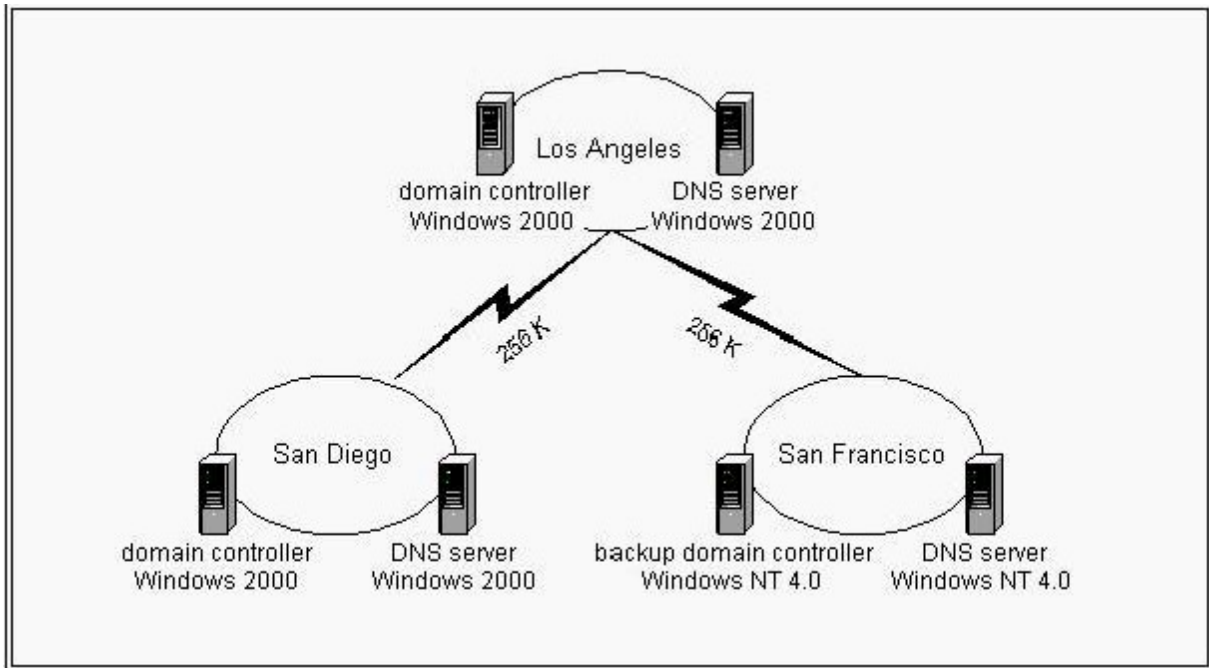 Los Angeles
domain controller
Windows 2000
DNS server
Windows 2000
256 K
256 K
San Diego
San Francisco
domain controller
Windows 2000
DNS server
Windows 2000
backup domain controller
Windows NT 4.0
DNS server
Windows NT 4.0